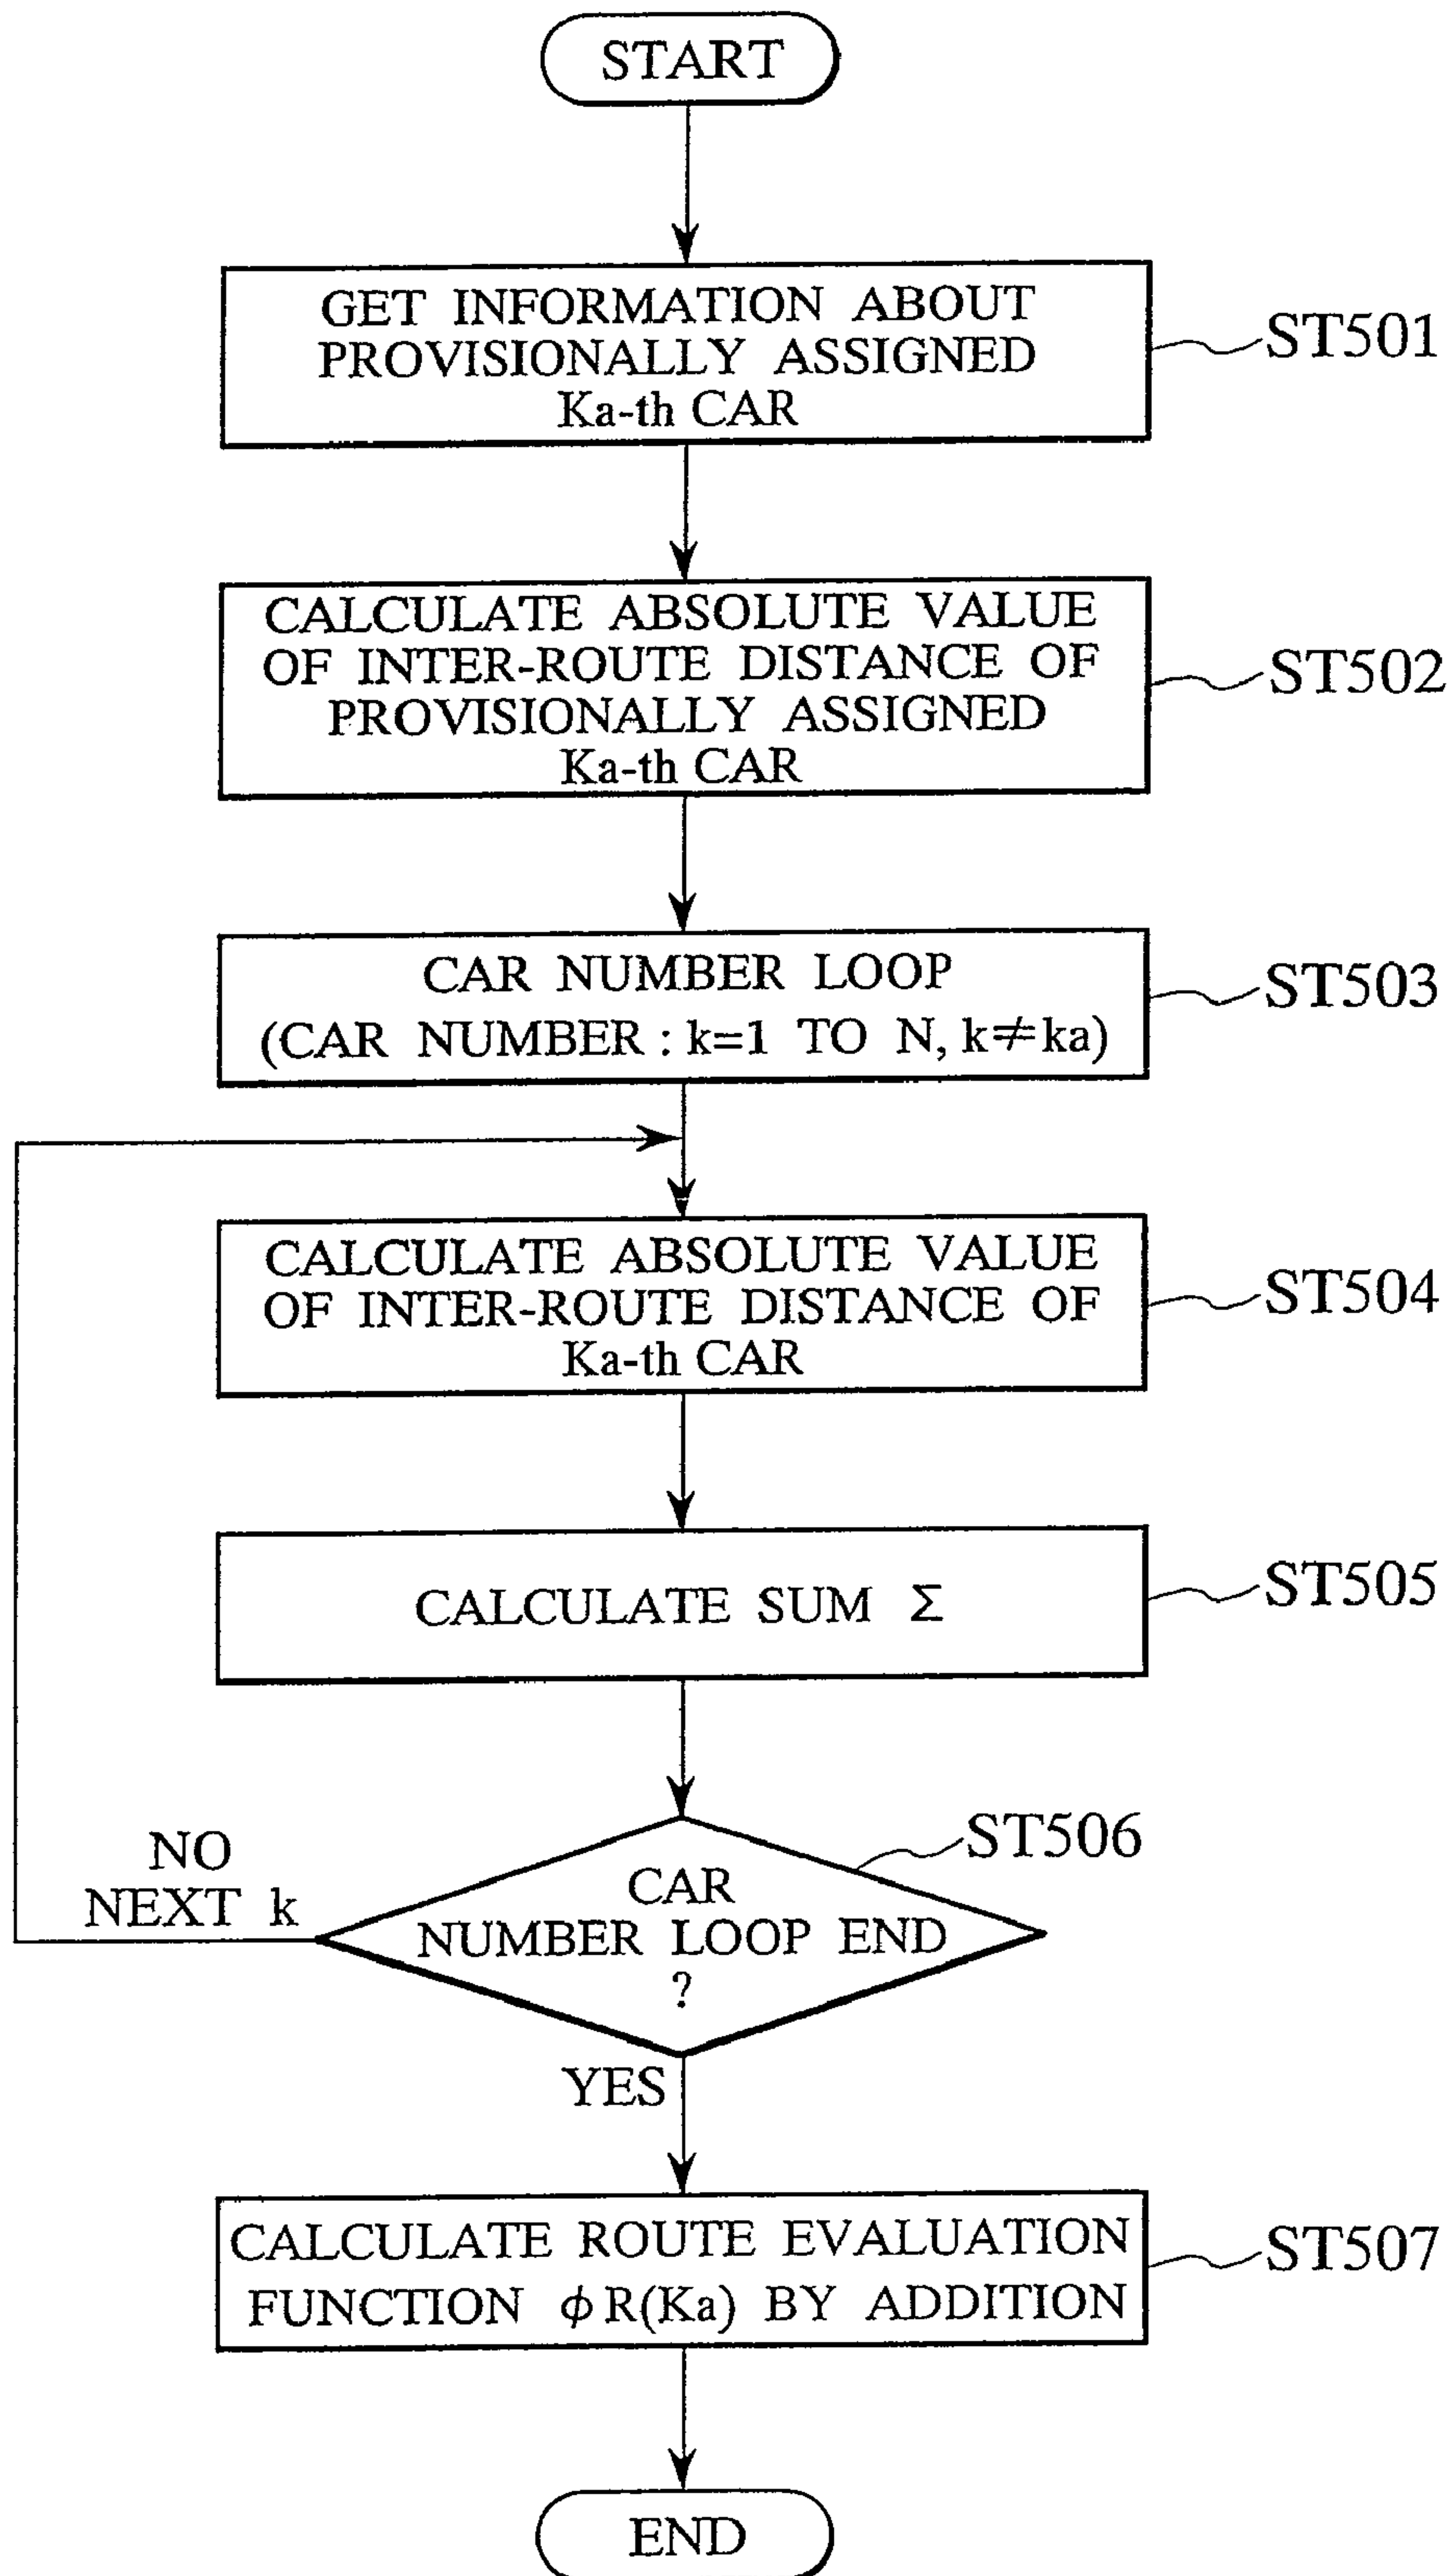 START
GET INFORMATION ABOUT
PROVISIONALLY ASSIGNED
Ka-th CAR
ST501
CALCULATE ABSOLUTE VALUE
OF INTER-ROUTE DISTANCE OF
PROVISIONALLY ASSIGNED
Ka-th CAR
ST502
CAR NUMBER LOOP
(CAR NUMBER : k=1 TO N, k≠ka)
ST503
CALCULATE ABSOLUTE VALUE
OF INTER-ROUTE DISTANCE OF
Ka-th CAR
ST504
CALCULATE SUM Σ
ST505
ST506
CAR
NUMBER LOOP END
?
NO
NEXT k
YES
CALCULATE ROUTE EVALUATION
FUNCTION φR(Ka) BY ADDITION
ST507
END